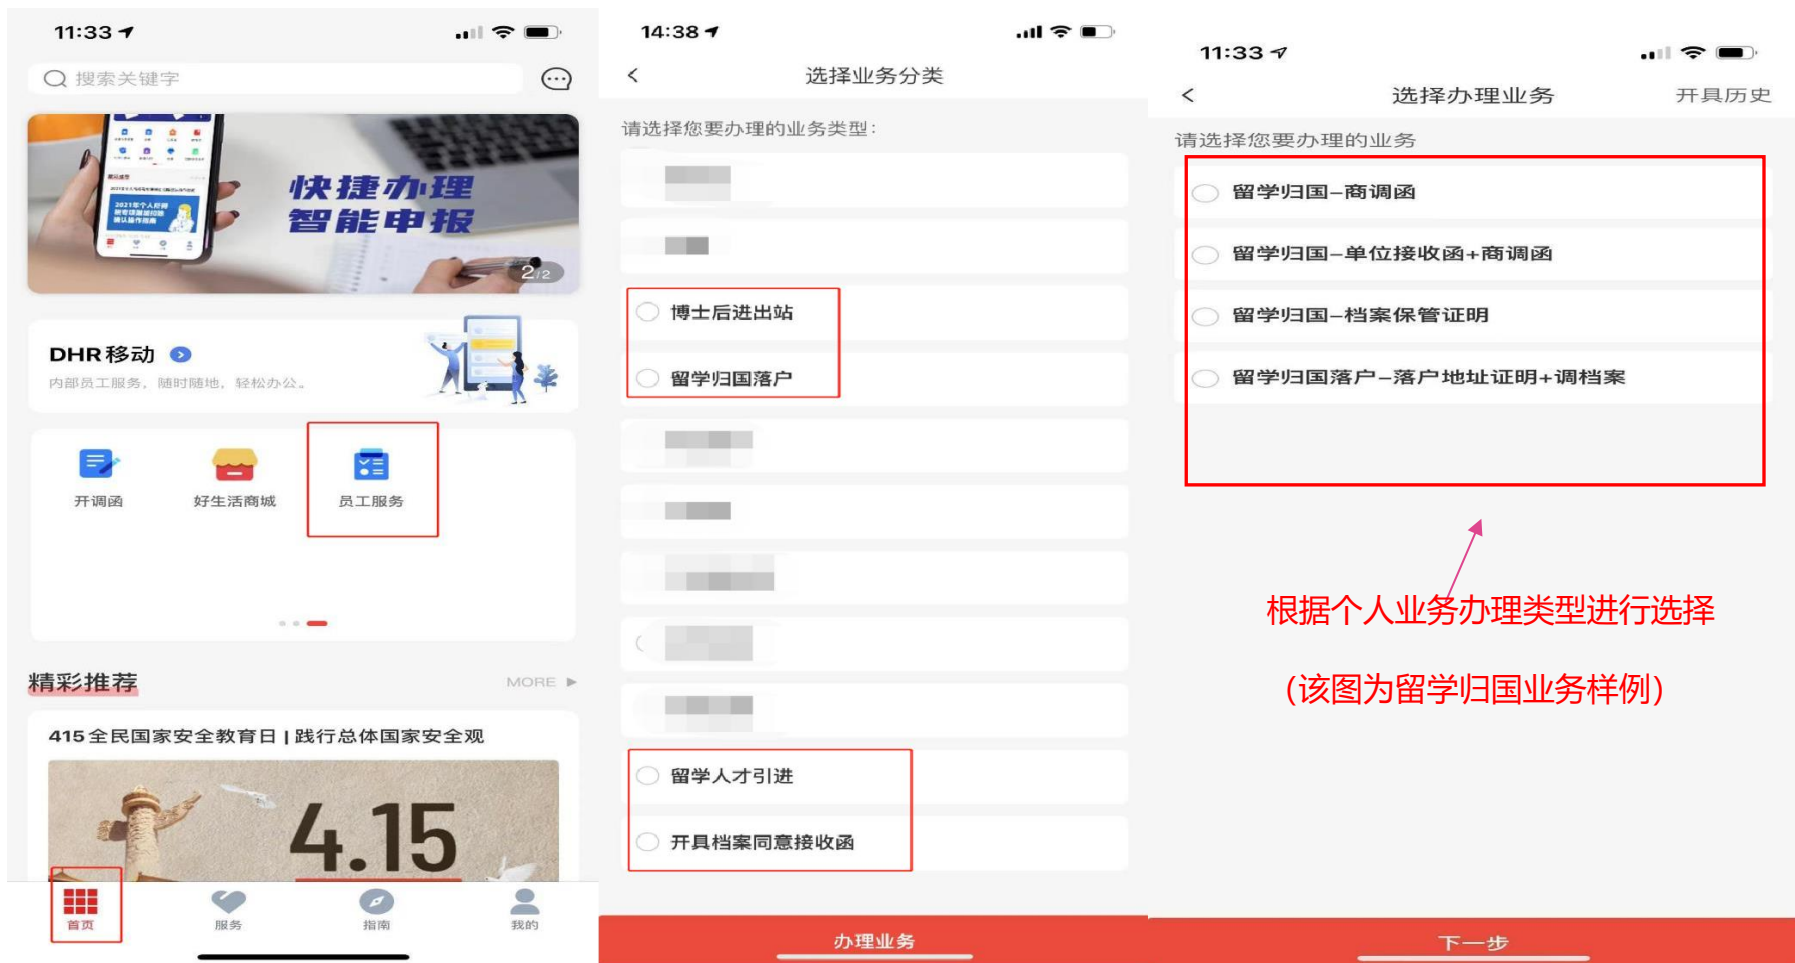 11:33
搜索关键字
快捷办理
智能申报
2/2
DHR移动
内部员工服务，随时随地，轻松办公。
开调函
好生活商城
员工服务
精彩推荐
MORE
415全民国家安全教育日 | 践行总体国家安全观
4.15
首页
服务
指南
我的
14:38
选择业务分类
请选择您要办理的业务类型：
博士后进出站
留学归国落户
留学人才引进
开具档案同意接收函
办理业务
11:33
选择办理业务
开具历史
请选择您要办理的业务
留学归国–商调函
留学归国–单位接收函+商调函
留学归国–档案保管证明
留学归国落户–落户地址证明+调档案
根据个人业务办理类型进行选择
（该图为留学归国业务样例）
下一步